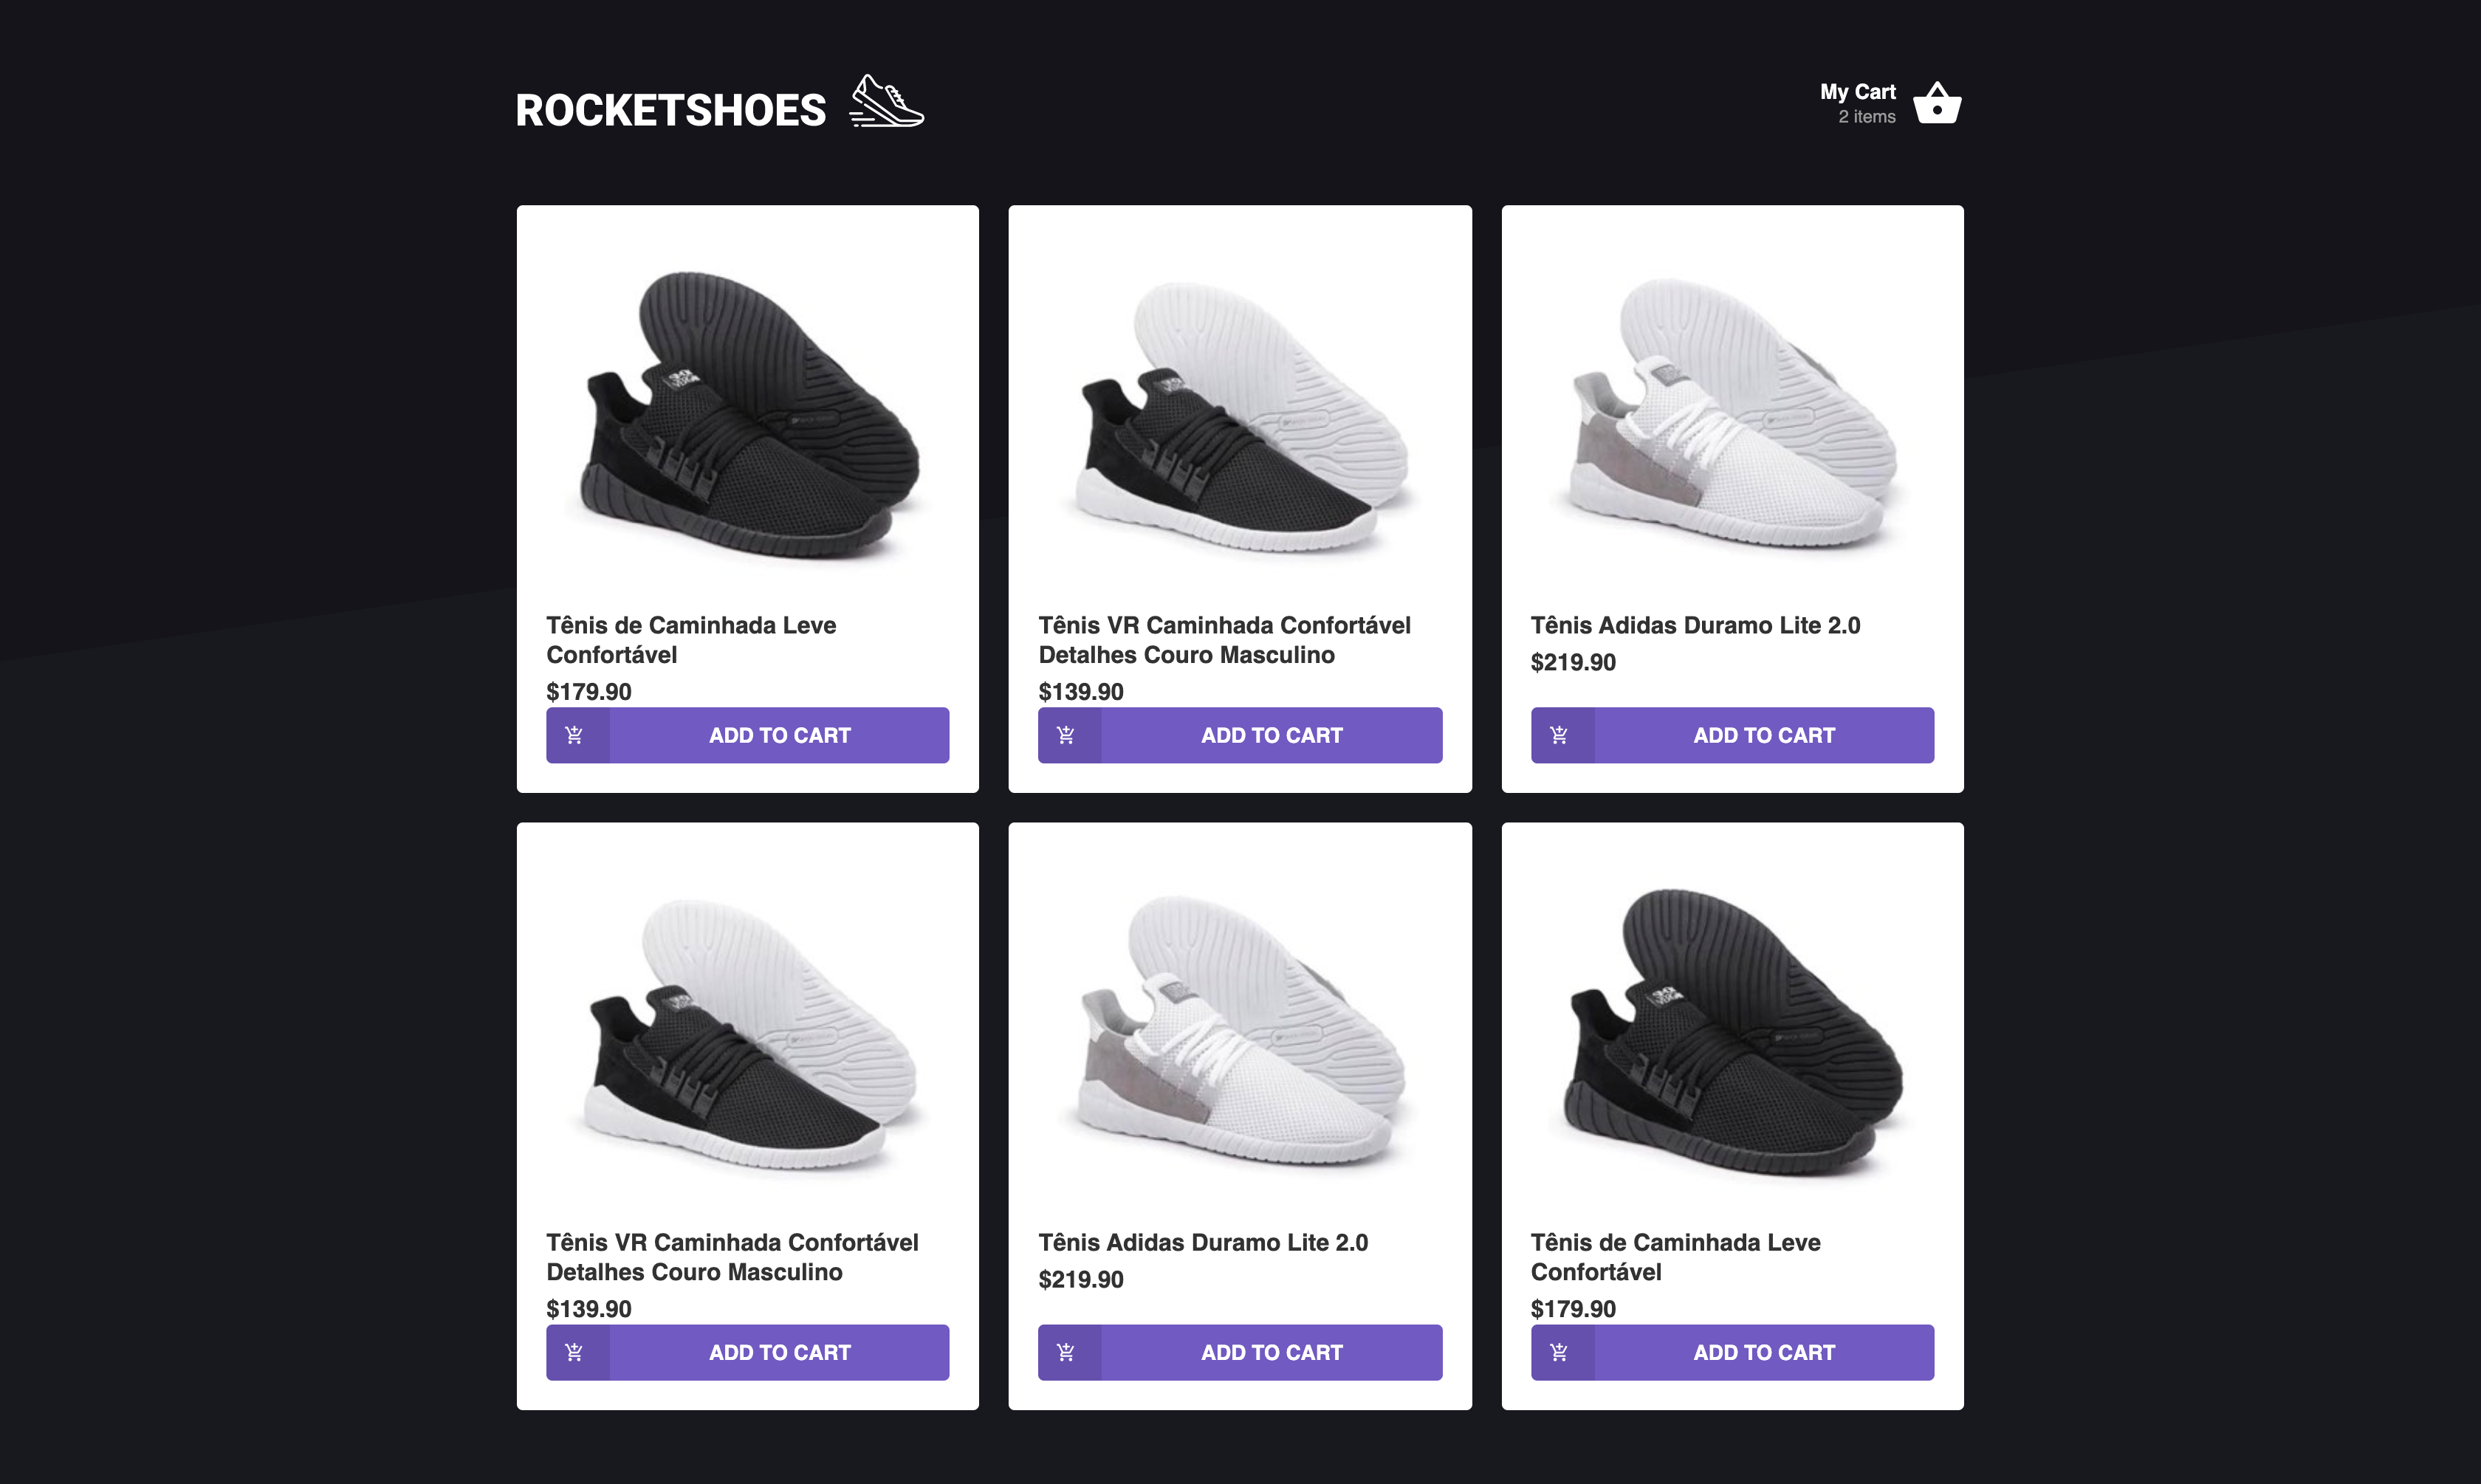 ROCKETSHOES
My Cart
2 items
Tênis de Caminhada Leve
Confortável
$179.90
ADD TO CART
Tênis VR Caminhada Confortável
Detalhes Couro Masculino
$139.90
ADD TO CART
Tênis Adidas Duramo Lite 2.0
$219.90
ADD TO CART
Tênis VR Caminhada Confortável
Detalhes Couro Masculino
$139.90
ADD TO CART
Tênis Adidas Duramo Lite 2.0
$219.90
ADD TO CART
Tênis de Caminhada Leve
Confortável
$179.90
ADD TO CART